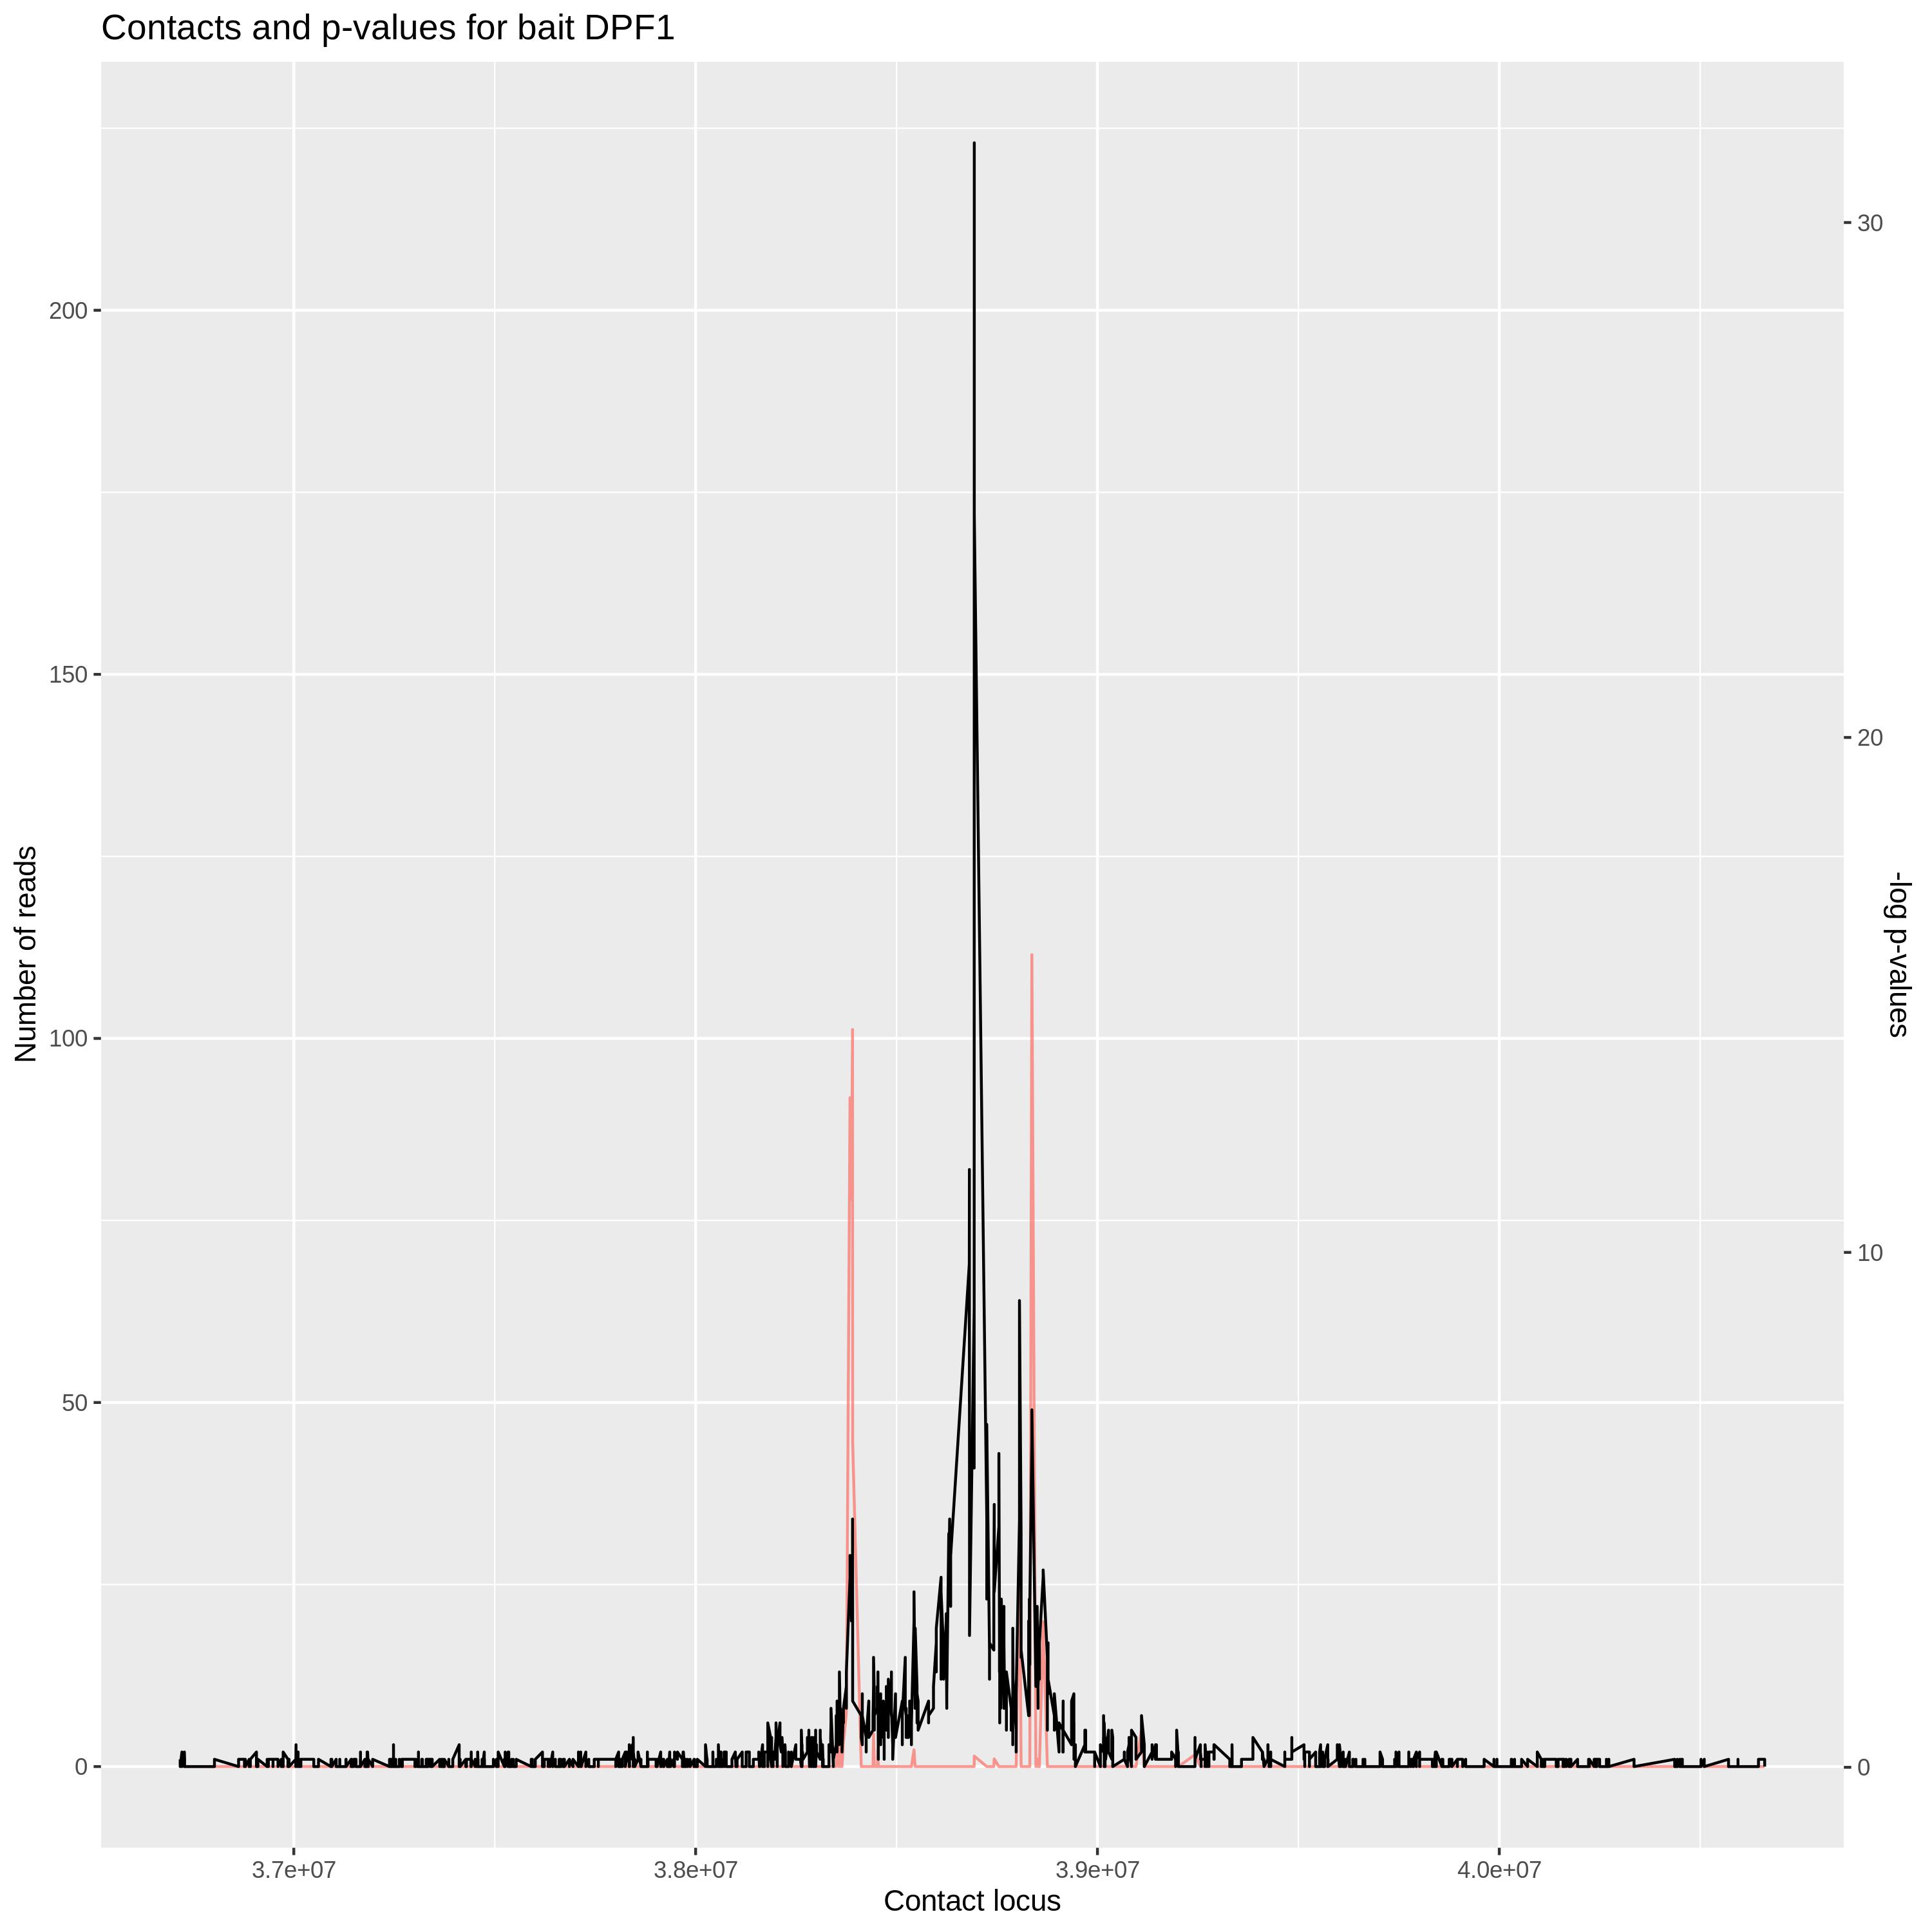 Contacts and p-values for bait DPF1
Number of reads
200
150
100
50
0
30
20
10
0
-log p-values
3.7e+07
3.8e+07
3.9e+07
4.0e+07
Contact locus